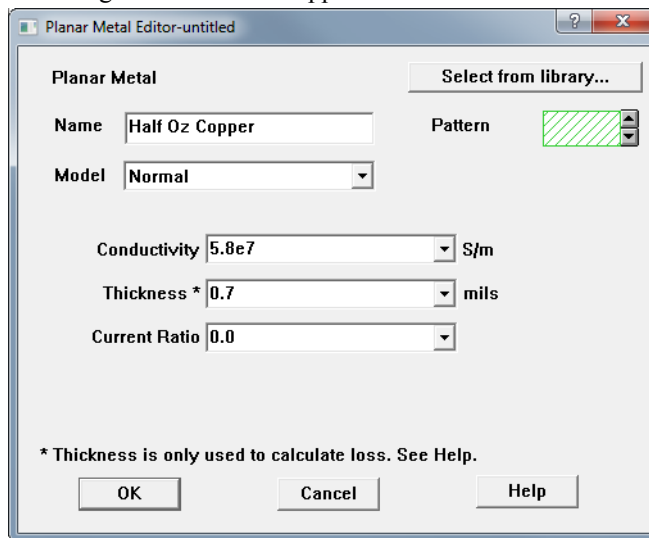 Planar Metal Editor-untitled
Planar Metal
Select from library...
Name Half Oz Copper
Pattern
Model Normal
Conductivity 5.8e7 S/m
Thickness * 0.7 mils
Current Ratio 0.0
* Thickness is only used to calculate loss. See Help.
OK Cancel Help